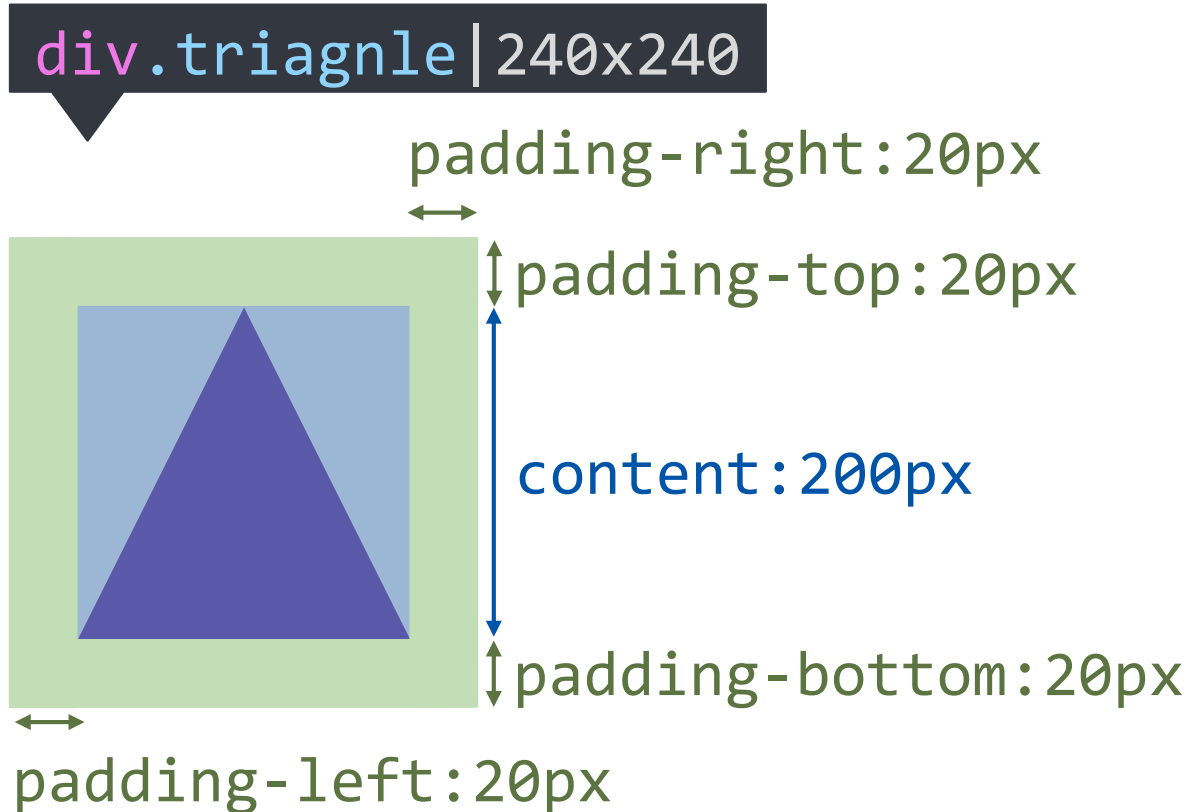 div.triagnle|240x240
padding-right:20px
padding-top:20px
content:200px
padding-bottom:20px
padding-left:20px